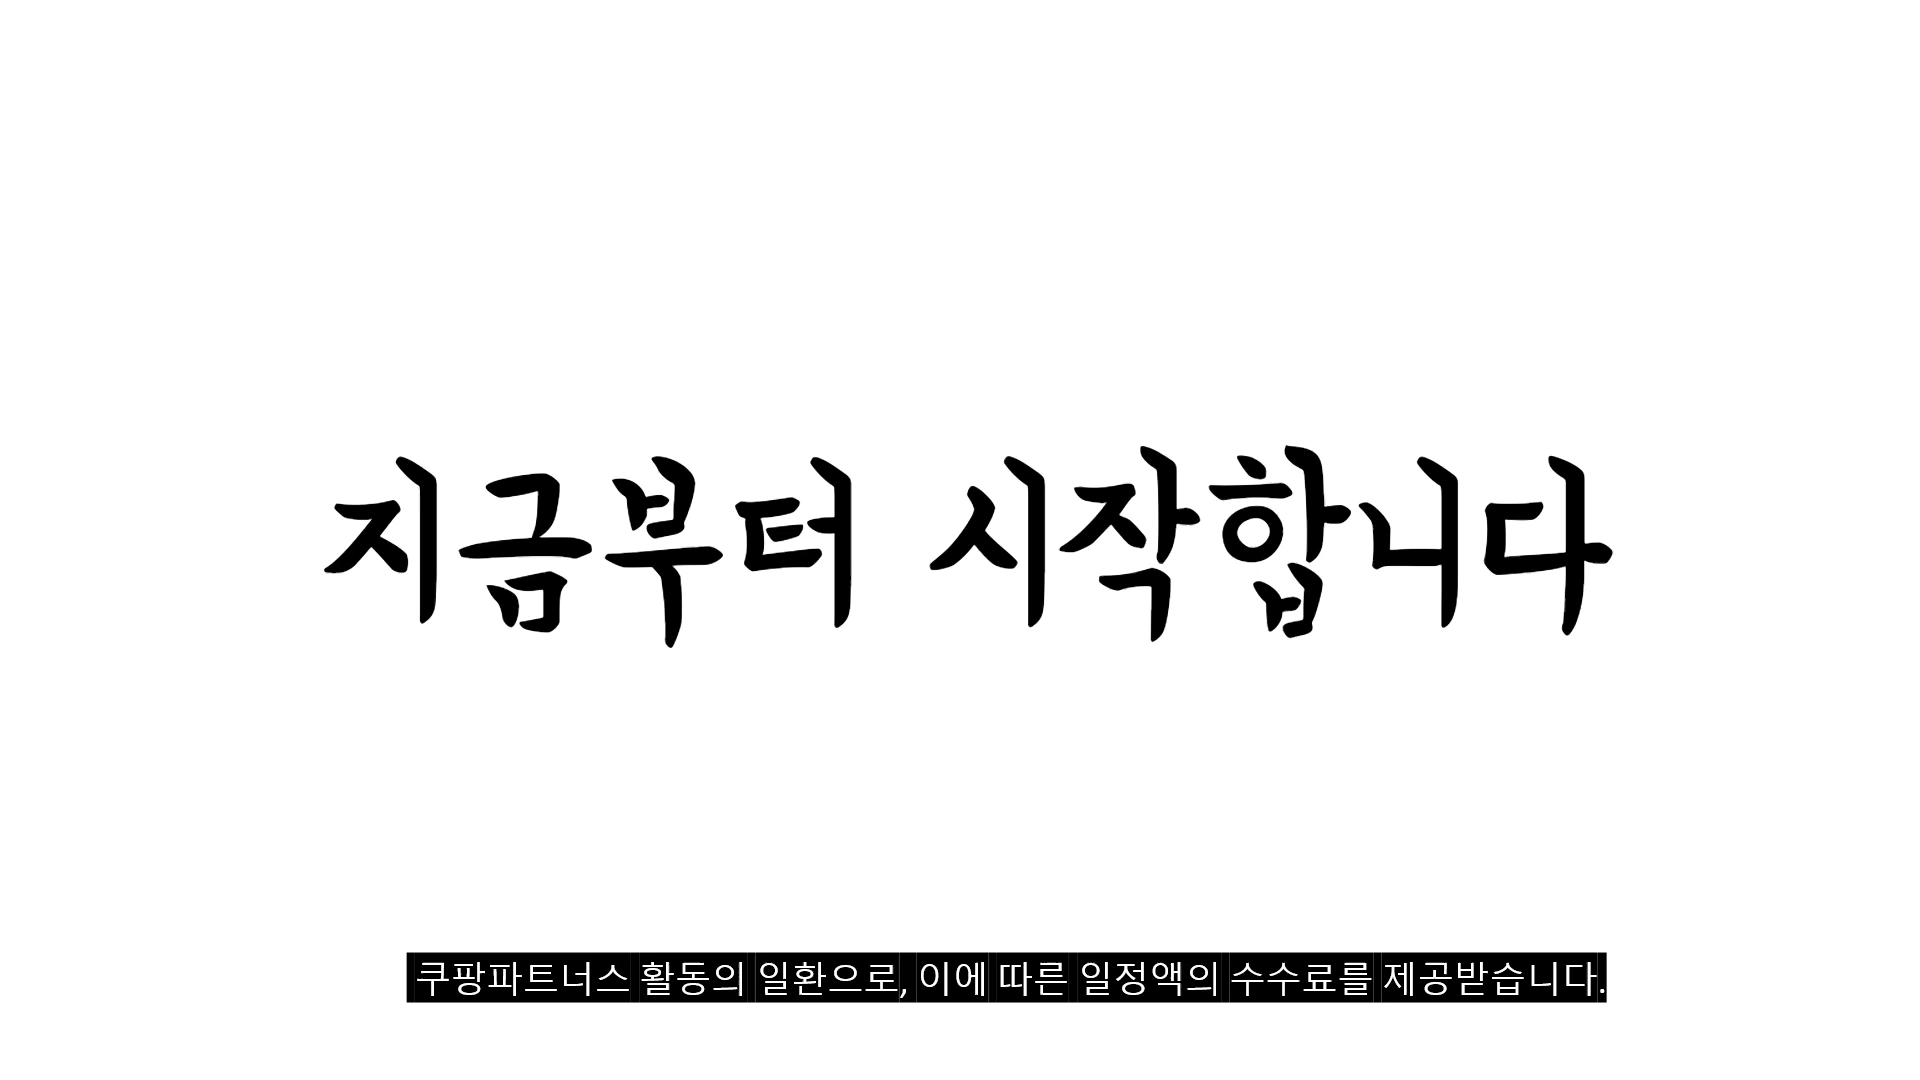 지금부터 시작합니다
쿠팡파트너스 활동의 일환으로, 이에 따른 일정액의 수수료를 제공받습니다.